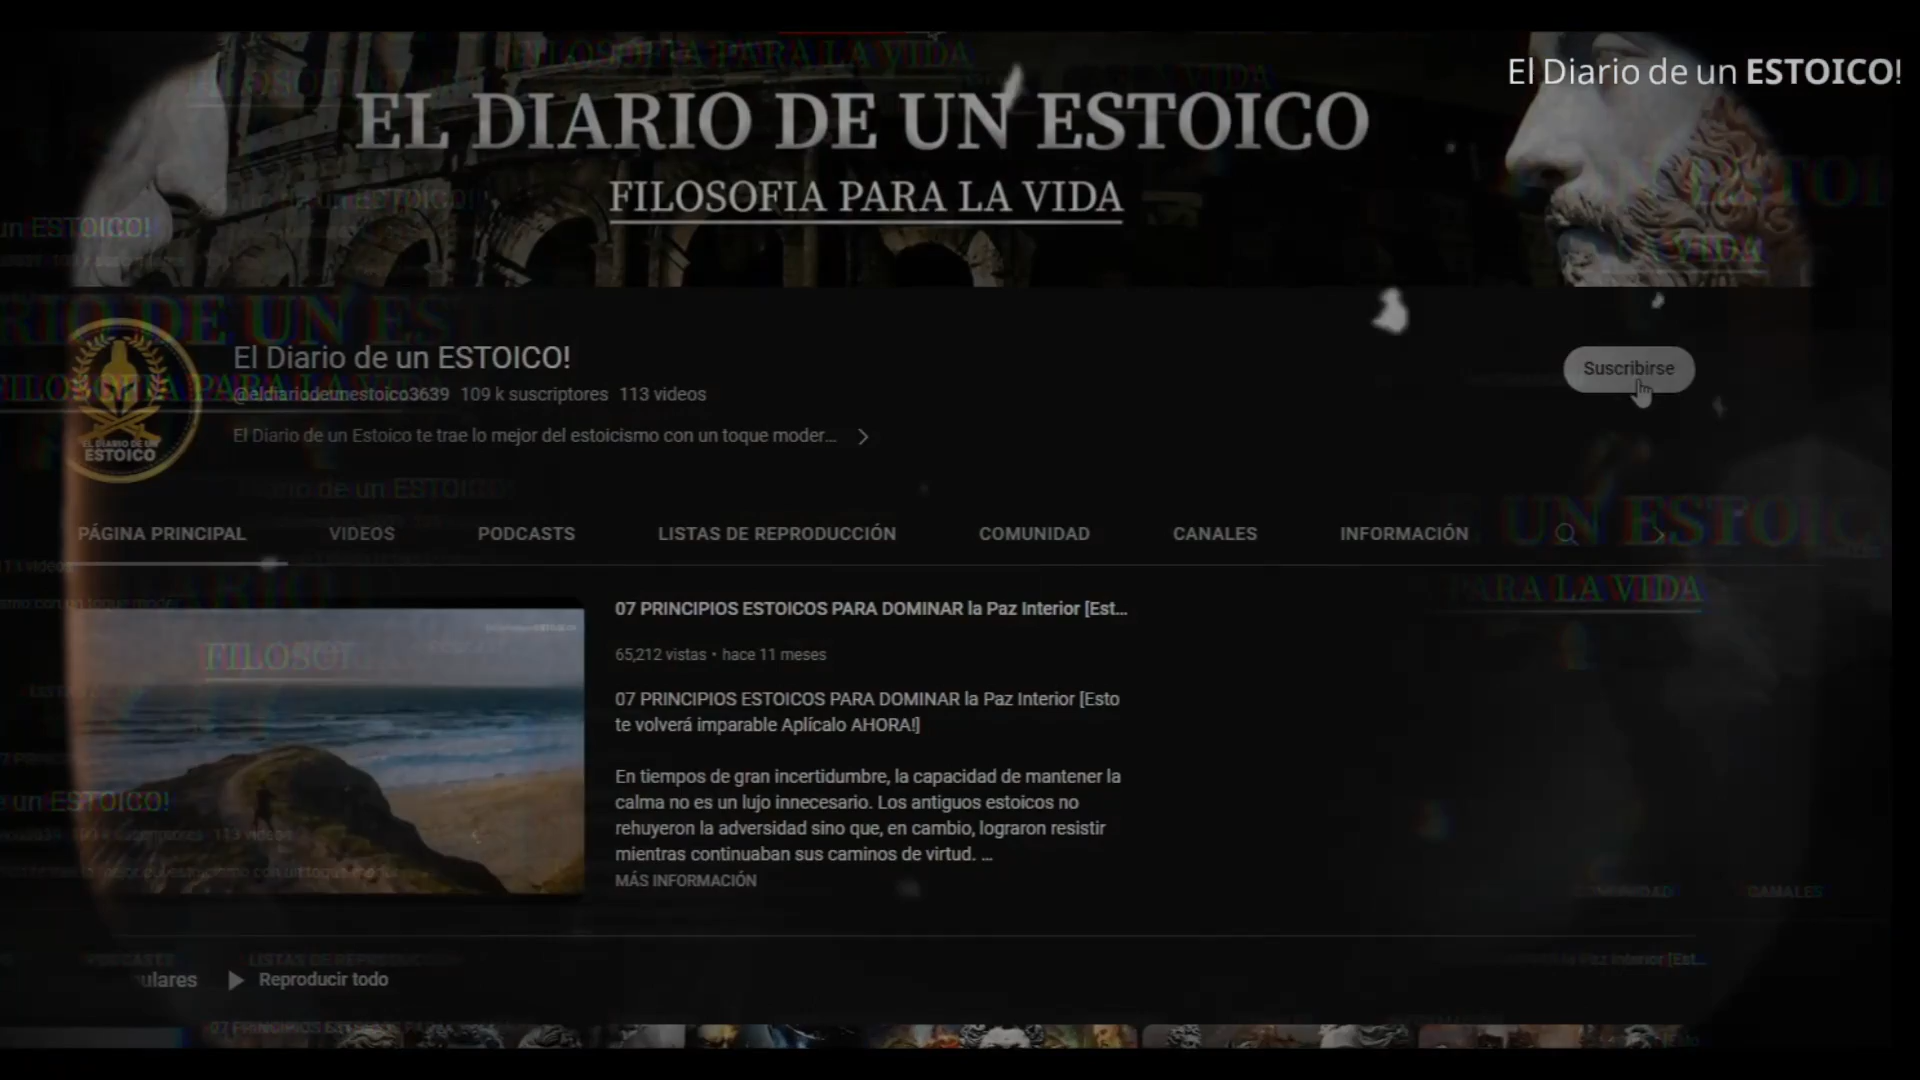 El Diario de un ESTOICO!
EL DIARIO DE UN ESTOICO
FILOSOFIA PARA LA VIDA
El Diario de un ESTOICO!
@eldiariodeunestoico3639 109 k suscriptores 113 videos
El Diario de un Estoico te trae lo mejor del estoicismo con un toque moder...
Suscribirse
EL DIARIO DE UN
ESTOICO
PÁGINA PRINCIPAL VIDEOS PODCASTS LISTAS DE REPRODUCCIÓN COMUNIDAD CANALES INFORMACIÓN
07 PRINCIPIOS ESTOICOS PARA DOMINAR la Paz Interior [Est...
65,212 vistas • hace 11 meses
07 PRINCIPIOS ESTOICOS PARA DOMINAR la Paz Interior [Esto
te volverá imparable Aplícalo AHORA!]
En tiempos de gran incertidumbre, la capacidad de mantener la
calma no es un lujo innecesario. Los antiguos estoicos no
rehuyeron la adversidad sino que, en cambio, lograron resistir
mientras continuaban sus caminos de virtud. ...
MÁS INFORMACIÓN
ulares Reproducir todo